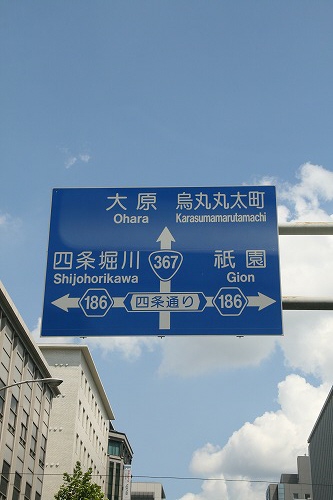 大原 烏丸丸太町
Ohara Karasumamarutamachi
四条堀川 367 祇園
Shijohorikawa Gion
186 四条通り 186